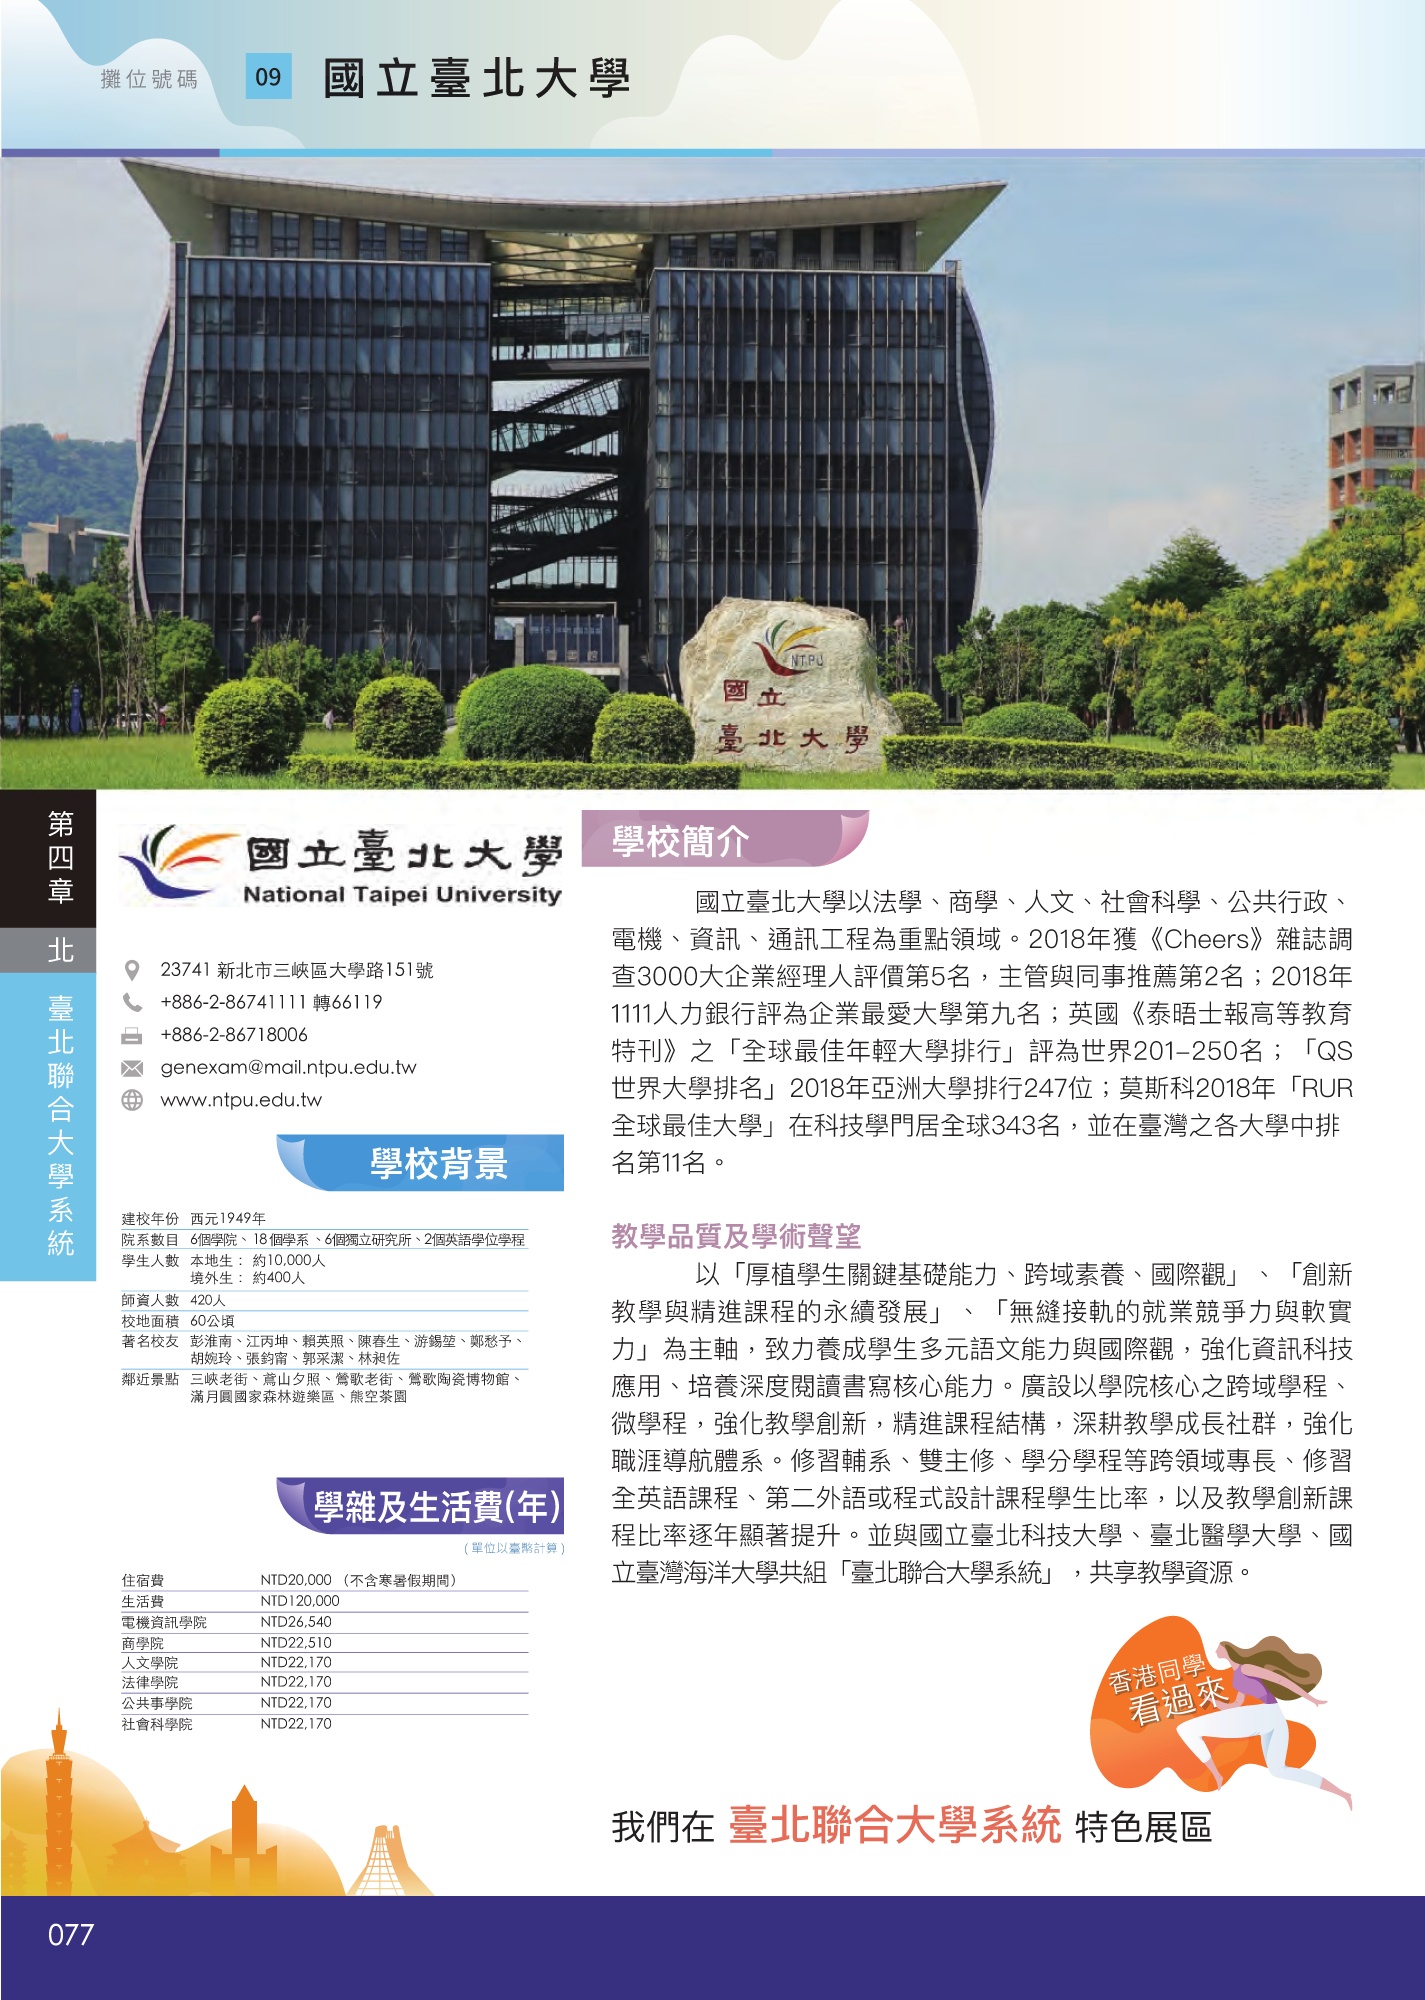 攤位號碼 09 國立臺北大學
NTPU
國立
臺北大學
第四章
北
臺北聯合大學系統
國立臺北大學
National Taipei University
23741 新北市三峽區大學路151號
+886-2-86741111 轉66119
+886-2-86718006
genexam@mail.ntpu.edu.tw
www.ntpu.edu.tw
學校背景
建校年份 西元1949年
院系數目 6個學院、18個學系、6個獨立研究所、2個英語學位學程
學生人數 本地生： 約10,000人
境外生： 約400人
師資人數 420人
校地面積 60公頃
著名校友 彭淮南、江丙坤、賴英照、陳春生、游錫堃、鄭愁予、
胡婉玲、張鈞甯、郭采潔、林昶佐
鄰近景點 三峽老街、鳶山夕照、鶯歌老街、鶯歌陶瓷博物館、
滿月圓國家森林遊樂區、熊空茶園
學雜及生活費(年)
(單位以臺幣計算)
住宿費 NTD20,000 （不含寒暑假期間）
生活費 NTD120,000
電機資訊學院 NTD26,540
商學院 NTD22,510
人文學院 NTD22,170
法律學院 NTD22,170
公共事學院 NTD22,170
社會科學院 NTD22,170
學校簡介
國立臺北大學以法學、商學、人文、社會科學、公共行政、
電機、資訊、通訊工程為重點領域。2018年獲《Cheers》雜誌調
查3000大企業經理人評價第5名，主管與同事推薦第2名；2018年
1111人力銀行評為企業最愛大學第九名；英國《泰晤士報高等教育
特刊》之「全球最佳年輕大學排行」評為世界201-250名；「QS
世界大學排名」2018年亞洲大學排行247位；莫斯科2018年「RUR
全球最佳大學」在科技學門居全球343名，並在臺灣之各大學中排
名第11名。
教學品質及學術聲望
以「厚植學生關鍵基礎能力、跨域素養、國際觀」、「創新
教學與精進課程的永續發展」、「無縫接軌的就業競爭力與軟實
力」為主軸，致力養成學生多元語文能力與國際觀，強化資訊科技
應用、培養深度閱讀書寫核心能力。廣設以學院核心之跨域學程、
微學程，強化教學創新，精進課程結構，深耕教學成長社群，強化
職涯導航體系。修習輔系、雙主修、學分學程等跨領域專長、修習
全英語課程、第二外語或程式設計課程學生比率，以及教學創新課
程比率逐年顯著提升。並與國立臺北科技大學、臺北醫學大學、國
立臺灣海洋大學共組「臺北聯合大學系統」，共享教學資源。
香港同學
看過來
我們在 臺北聯合大學系統 特色展區
077